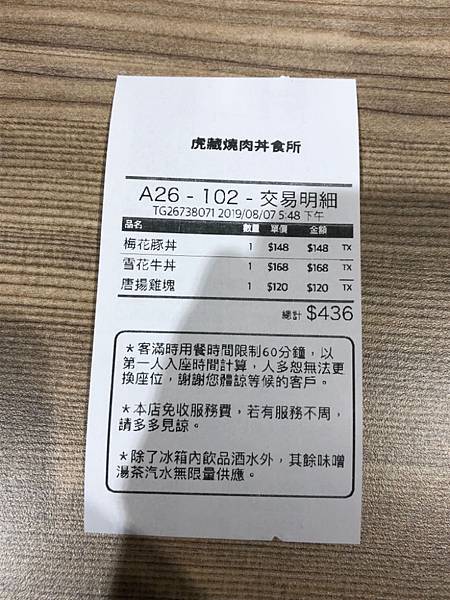 虎藏燒肉丼食所
A26 - 102 - 交易明細
TG26738071 2019/08/07 5:48 下午
品名 數量 單價 金額
梅花豚丼 1 $148 $148 TX
雪花牛丼 1 $168 $168 TX
唐揚雞塊 1 $120 $120 TX
總計 $436
＊客滿時用餐時間限制60分鐘，以
第一人入座時間計算，人多恕無法更
換座位，謝謝您體諒等候的客戶。
＊本店免收服務費，若有服務不周，
請多多見諒。
＊除了冰箱內飲品酒水外，其餘味噌
湯茶汽水無限量供應。